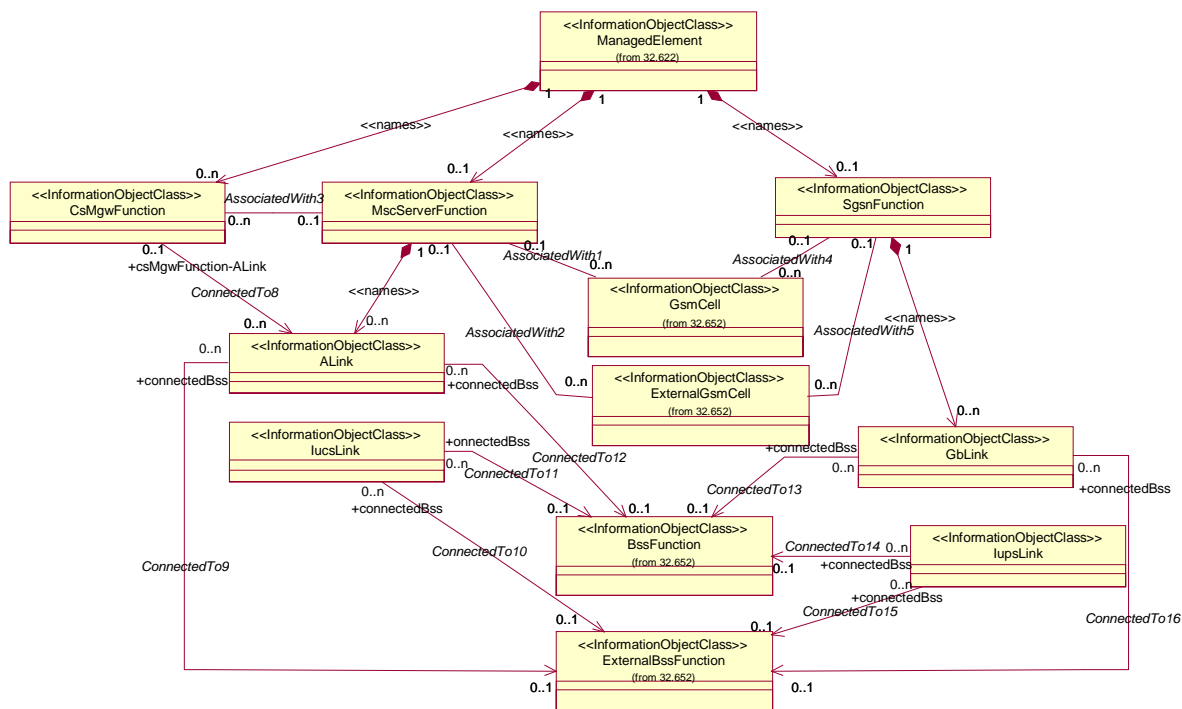 <<InformationObjectClass>>
ManagedElement
(from 32.622)
1
1
1
<<names>>
<<names>>
<<names>>
0..n
0..1
0..1
<<InformationObjectClass>>
CsMgwFunction
AssociatedWith3
0..n
0..1
<<InformationObjectClass>>
MscServerFunction
<<InformationObjectClass>>
SgsnFunction
0..1
+csMgwFunction-ALink
ConnectedTo8
0..n
1
<<names>>
0..n
0..1
AssociatedWith2
0..n
0..1
AssociatedWith1
0..n
0..1
AssociatedWith4
0..n
0..1
AssociatedWith5
0..n
1
<<names>>
0..n
<<InformationObjectClass>>
GsmCell
(from 32.652)
<<InformationObjectClass>>
ALink
<<InformationObjectClass>>
ExternalGsmCell
(from 32.652)
0..n
+connectedBss
0..n
+connectedBss
<<InformationObjectClass>>
IucsLink
+onnectedBss
0..n
ConnectedTo11
ConnectedTo12
0..n
+connectedBss
<<InformationObjectClass>>
GbLink
+connectedBss
0..n
ConnectedTo13
0..n
+connectedBss
0..1
0..1
0..1
<<InformationObjectClass>>
BssFunction
(from 32.652)
ConnectedTo14
0..n
+connectedBss
0..1
<<InformationObjectClass>>
IupsLink
ConnectedTo9
ConnectedTo10
0..n
+connectedBss
ConnectedTo15
ConnectedTo16
0..1
0..1
<<InformationObjectClass>>
ExternalBssFunction
(from 32.652)
0..1
0..1